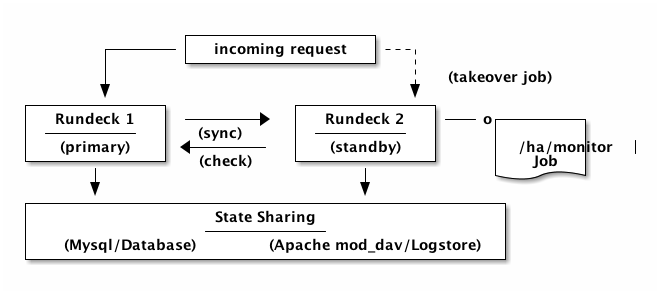 incoming request
(takeover job)
Rundeck 1
(primary)
(sync)
(check)
Rundeck 2
(standby)
o
/ha/monitor
Job
State Sharing
(Mysql/Database)
(Apache mod_dav/Logstore)